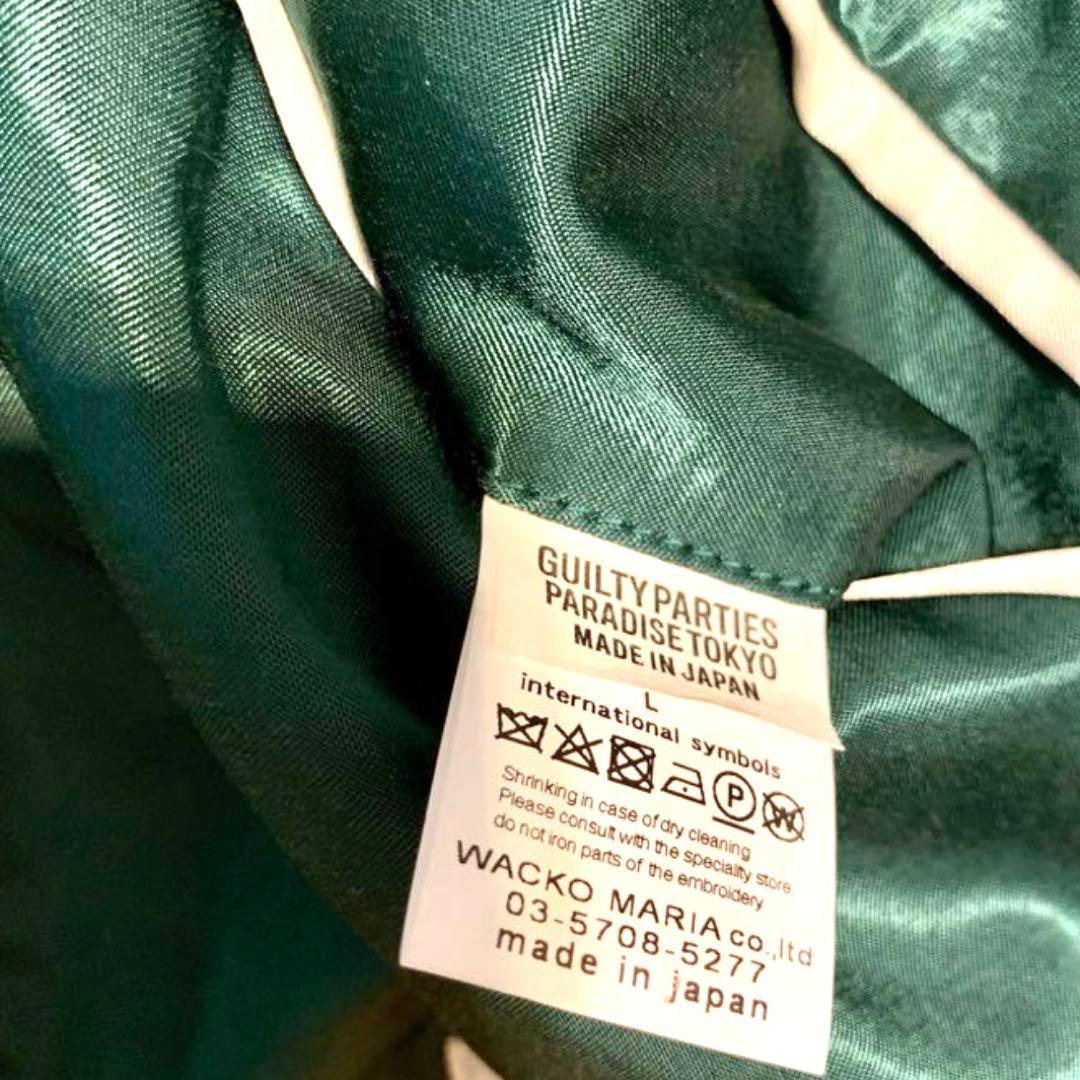 GUILTY PARTIES
PARADISE TOKYO
MADE IN JAPAN
L
international symbols
P W
Shrinking in case of dry cleaning
Please consult with the speciality store.
do not iron parts of the embroidery
WACKO MARIA co.,ltd
03-5708-5277
made in japan